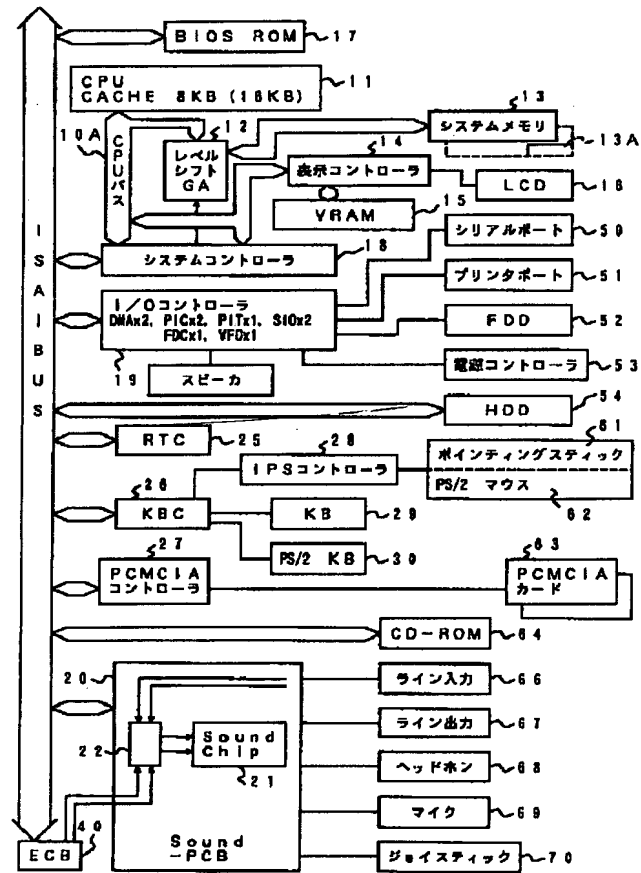 BIOS ROM 17
CPU 11
CACHE 8KB (16KB)
10A
CPUバス
12
レベル
シフト
GA
13
システムメモリ
13A
14
表示コントローラ
LCD 16
VRAM 15
シリアルポート 50
システムコントローラ 18
プリンタポート 51
I/Oコントローラ
DMAx2, PICx2, PITx1, SIOx2
FDCx1, VFOx1
19
FDD 52
電源コントローラ 53
スピーカ
HDD 54
ISAIBUS
RTC 25
28
IPSコントローラ
61
ポインティングスティック
PS/2 マウス
62
26
KBC
KB 29
PS/2 KB 30
27
PCMCIA
コントローラ
63
PCMCIA
カード
CD-ROM 64
20
ライン入力 66
22
Sound
Chip
21
ライン出力 67
ヘッドホン 68
マイク 69
ECB 40
Sound
-PCB
ジョイスティック 70